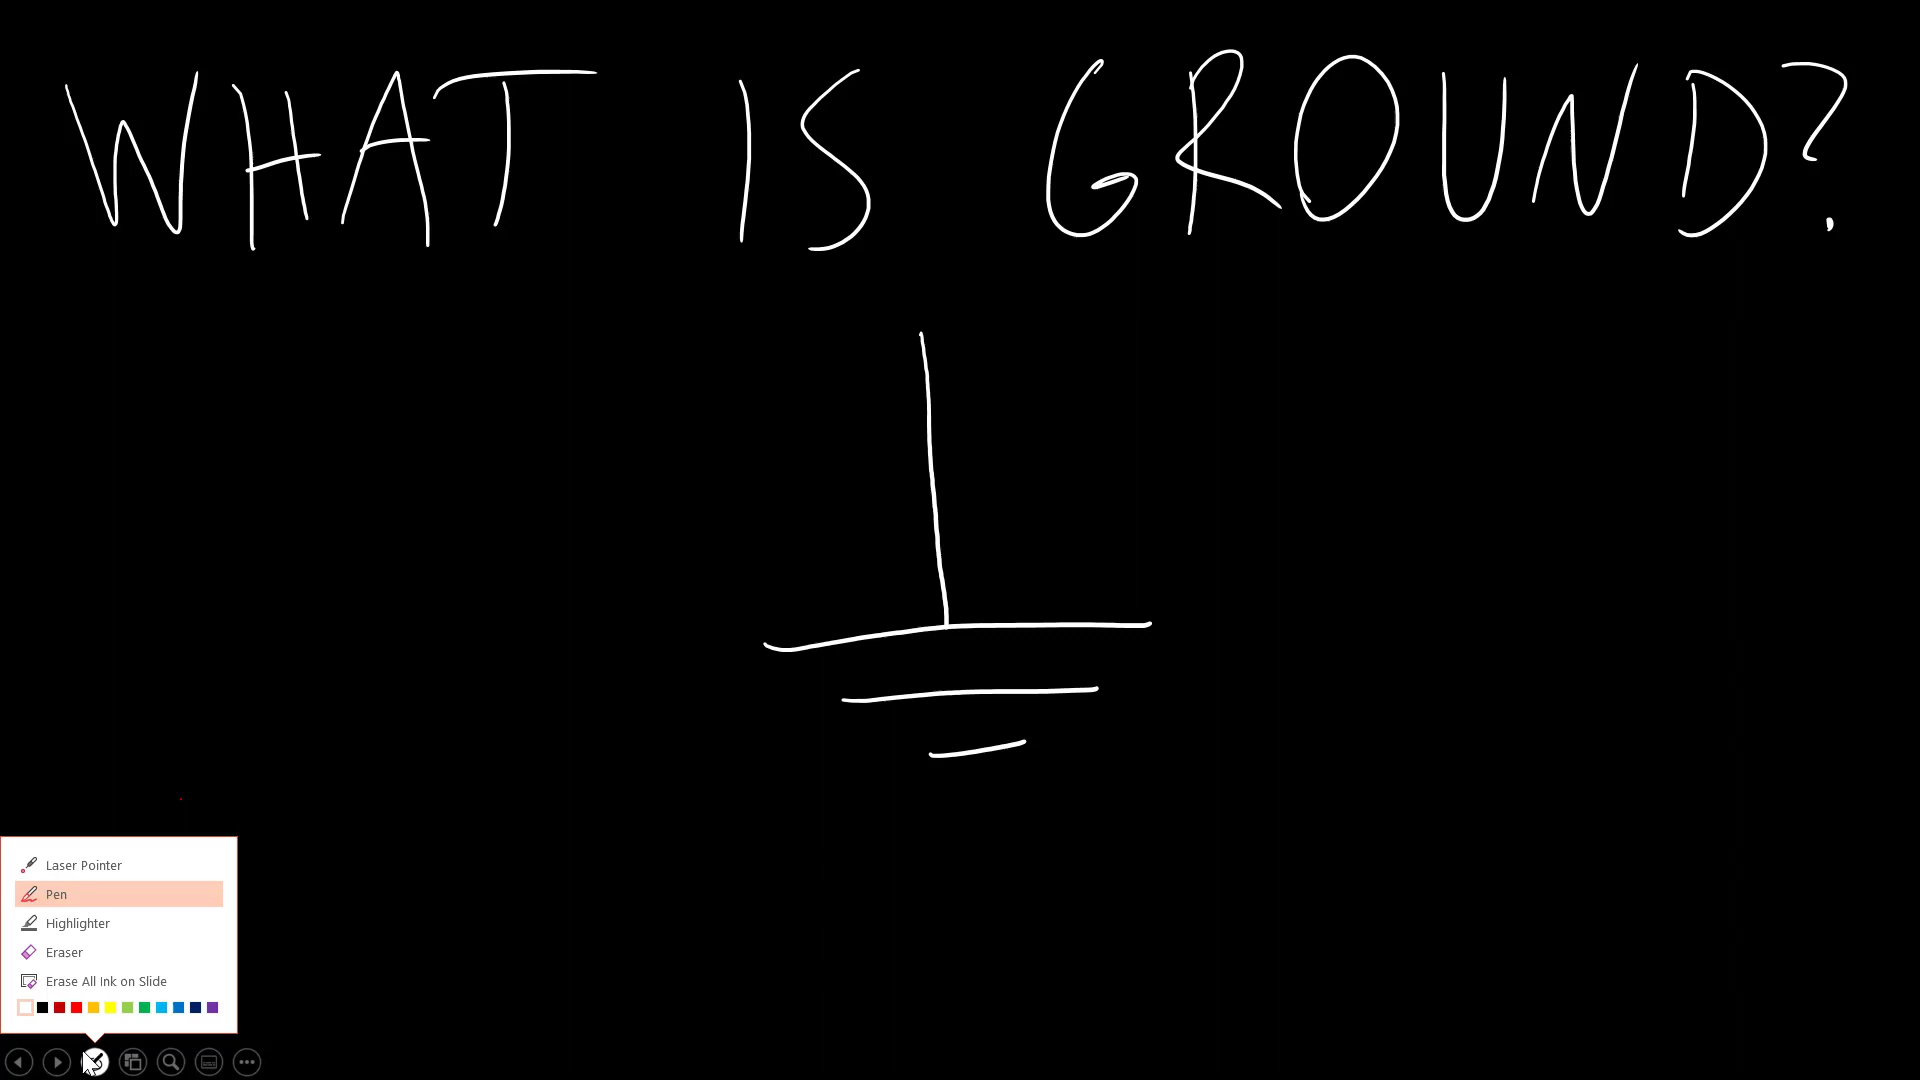 WHAT IS GROUND?
Laser Pointer
Pen
Highlighter
Eraser
Erase All Ink on Slide